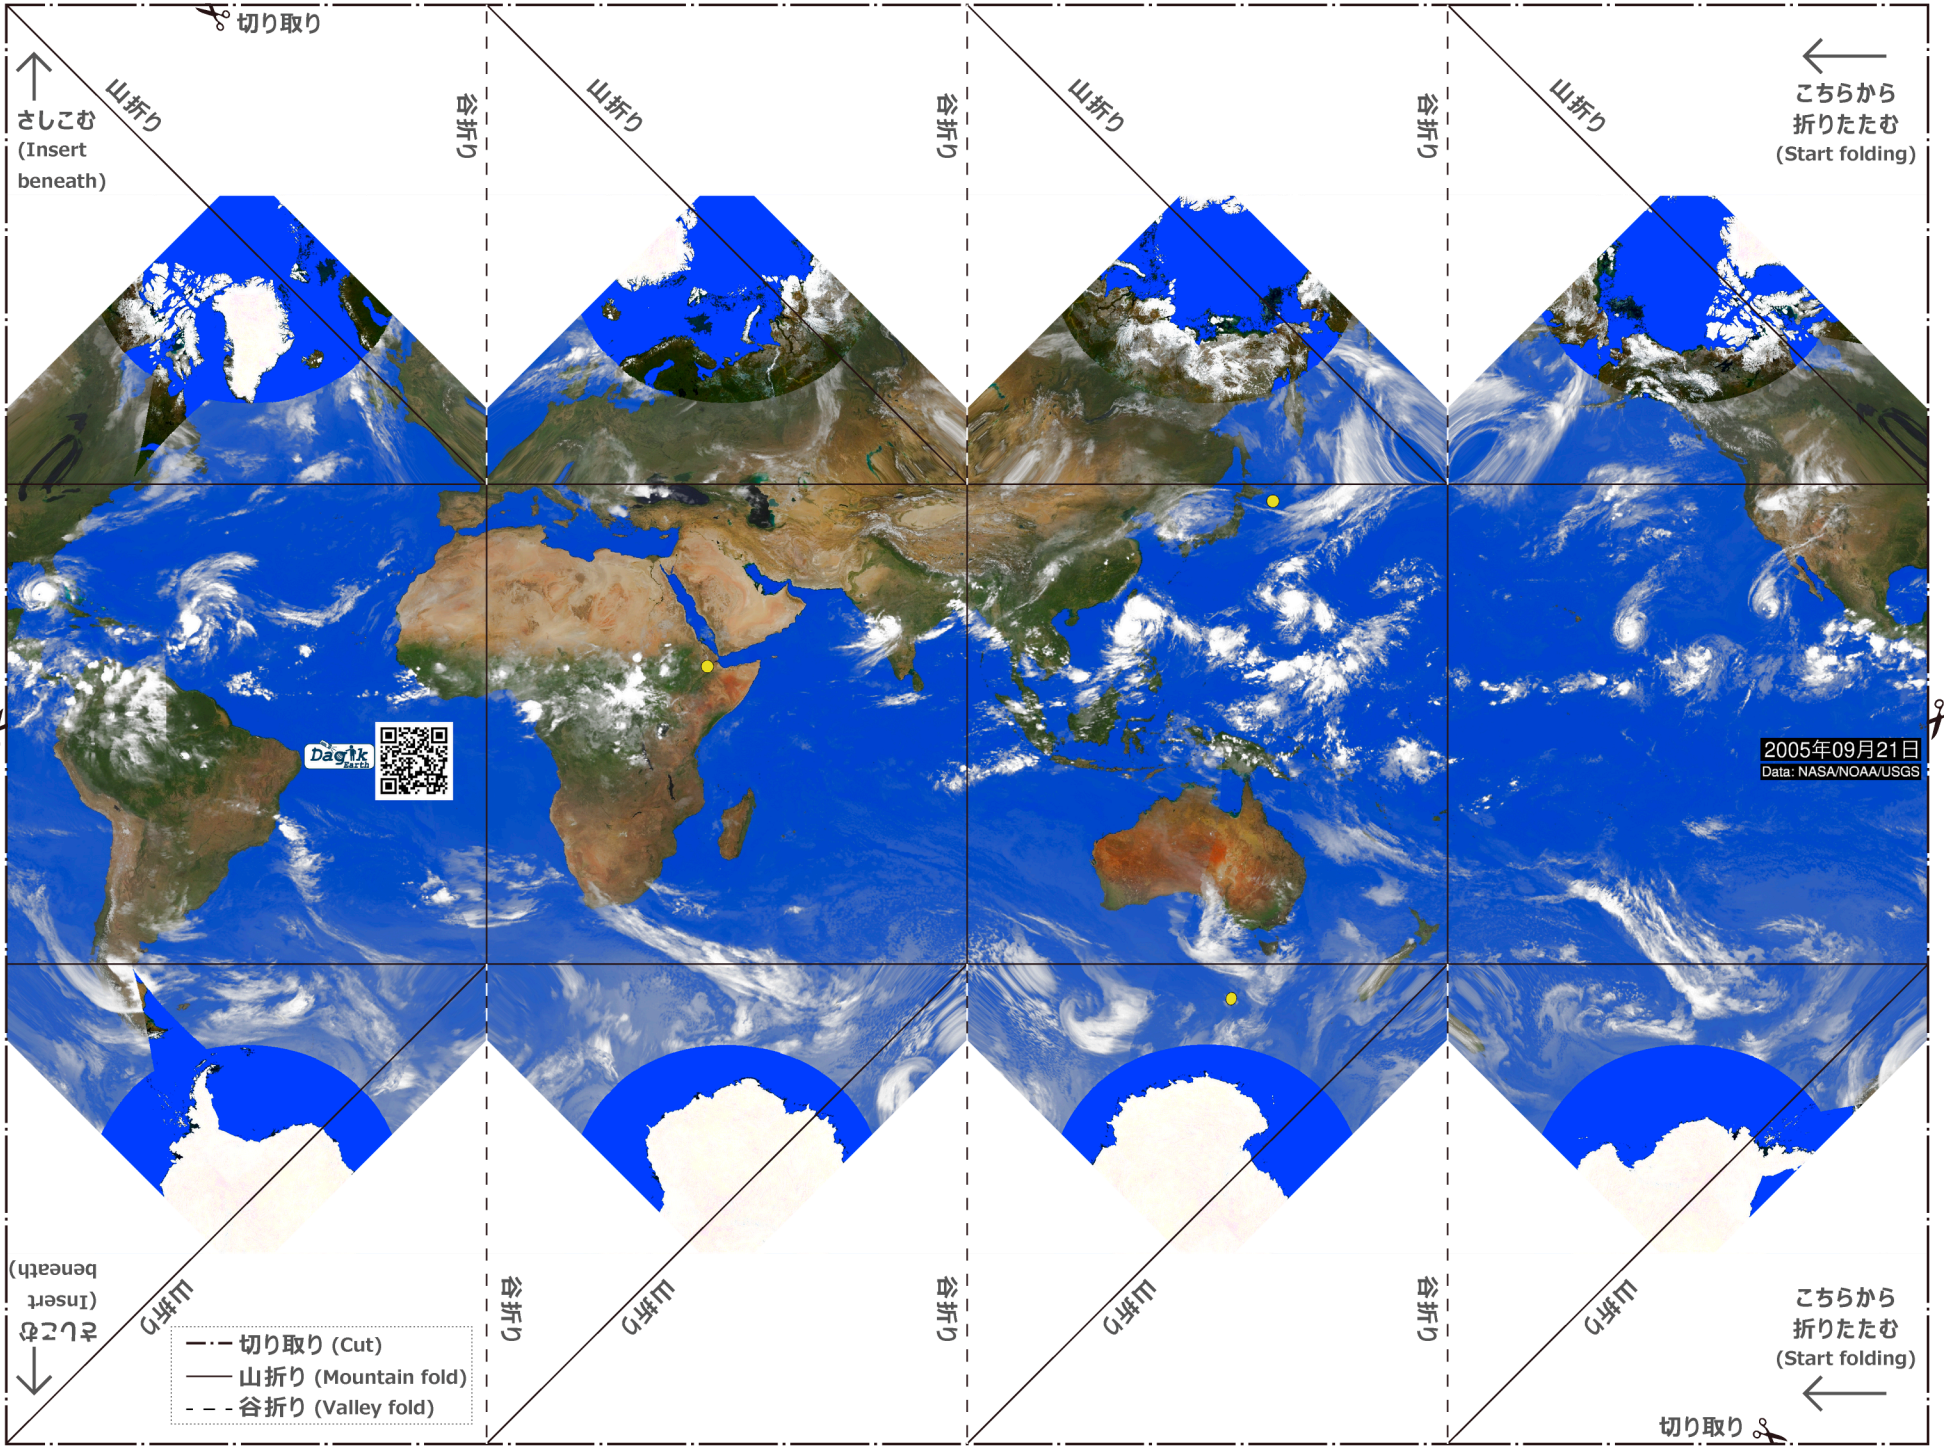 切り取り
さしこむ
(Insert
beneath)
山折り
谷折り
山折り
谷折り
山折り
谷折り
山折り
こちらから
折りたたむ
(Start folding)
Dagik
Earth
2005年09月21日
Data: NASA/NOAA/USGS
さしこむ
(Insert
beneath)
山折り
谷折り
山折り
谷折り
山折り
谷折り
山折り
こちらから
折りたたむ
(Start folding)
切り取り (Cut)
山折り (Mountain fold)
谷折り (Valley fold)
切り取り